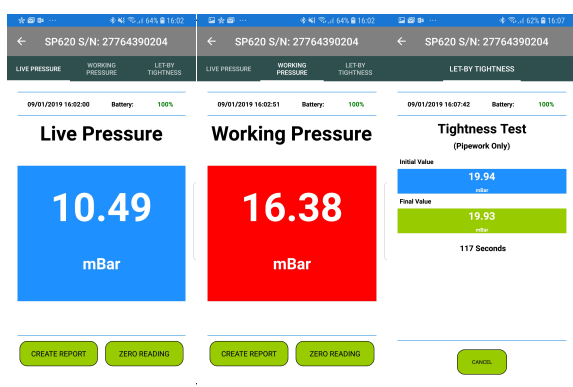 64% 16:02
SP620 S/N: 27764390204
LIVE PRESSURE
WORKING
PRESSURE
LET-BY
TIGHTNESS
09/01/2019 16:02:00 Battery: 100%
Live Pressure
10.49
mBar
CREATE REPORT
ZERO READING
64% 16:02
SP620 S/N: 27764390204
LIVE PRESSURE
WORKING
PRESSURE
LET-BY
TIGHTNESS
09/01/2019 16:02:51 Battery: 100%
Working Pressure
16.38
mBar
CREATE REPORT
ZERO READING
62% 16:07
SP620 S/N: 27764390204
LET-BY TIGHTNESS
09/01/2019 16:07:42 Battery: 100%
Tightness Test
(Pipework Only)
Initial Value
19.94
mBar
Final Value
19.93
mBar
117 Seconds
CANCEL